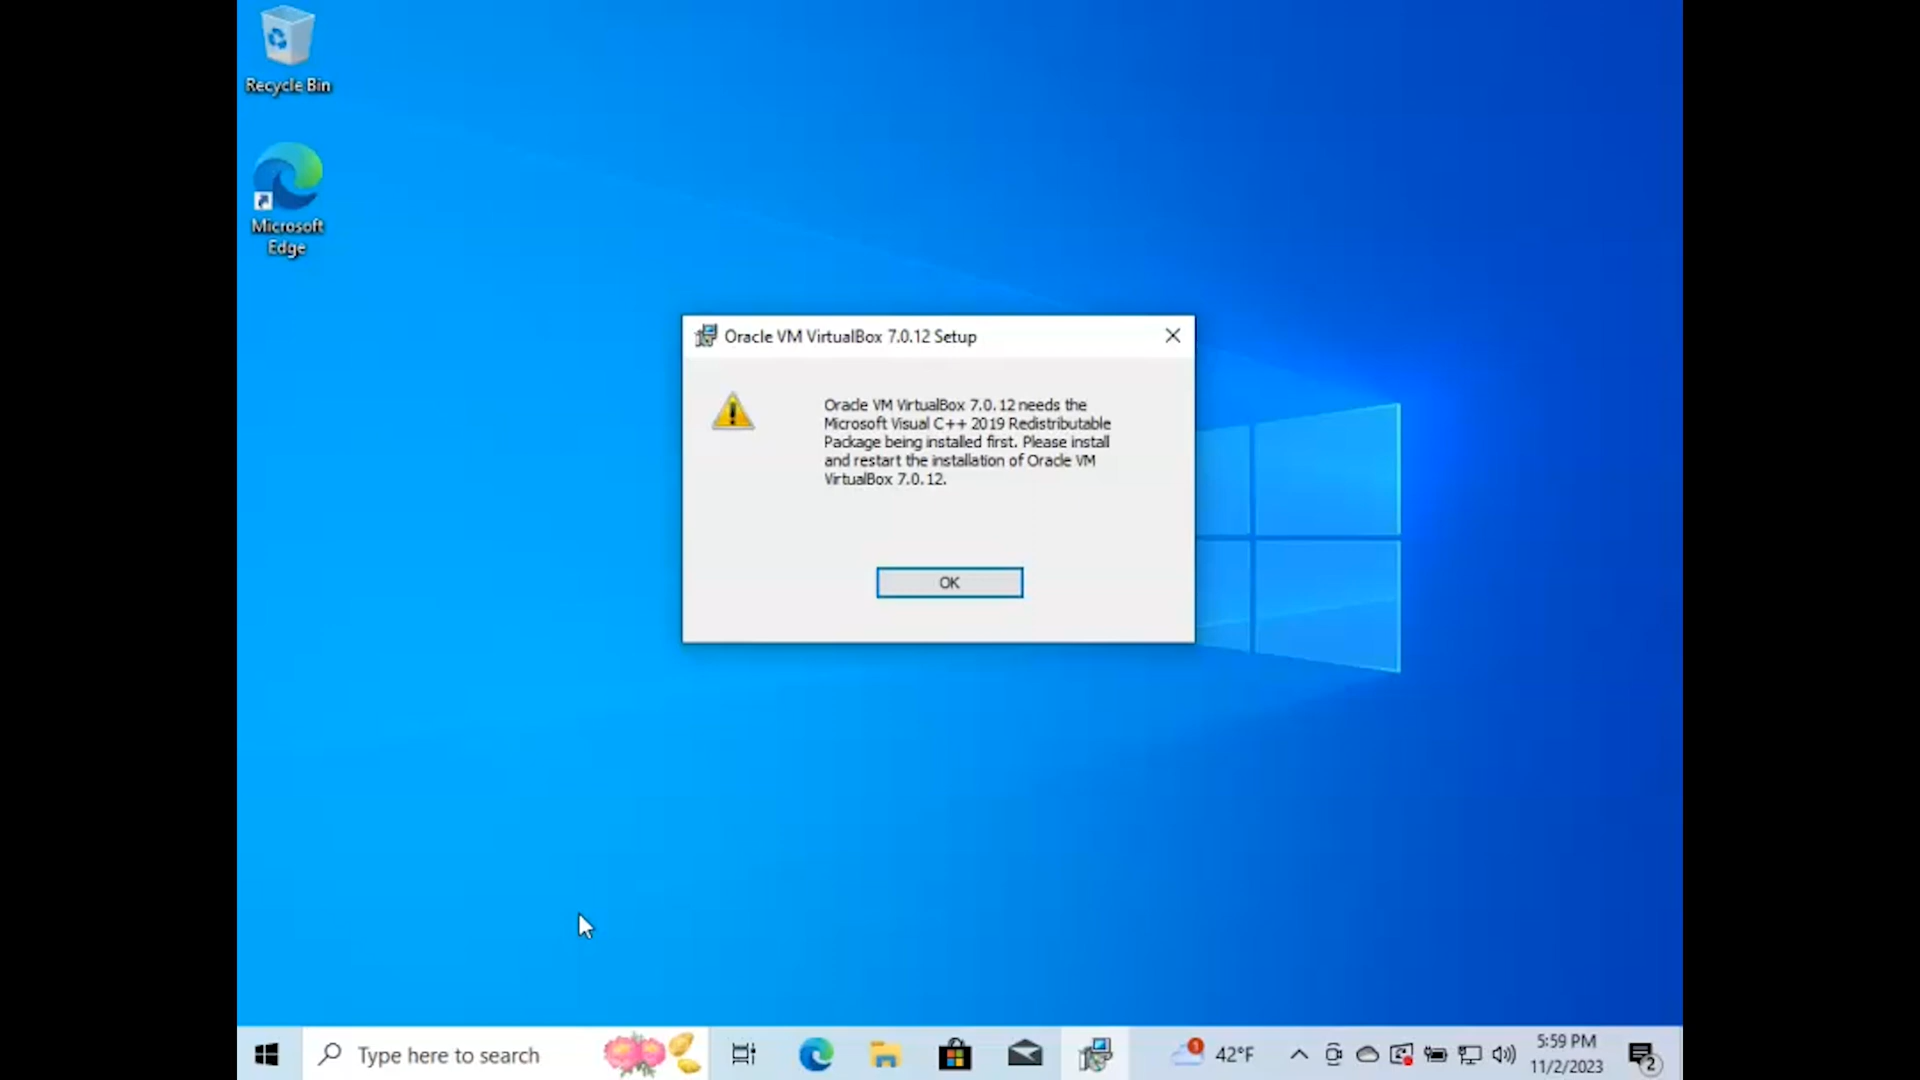 Recycle Bin
Microsoft
Edge
Oracle VM VirtualBox 7.0.12 Setup
Oracle VM VirtualBox 7.0.12 needs the
Microsoft Visual C++ 2019 Redistributable
Package being installed first. Please install
and restart the installation of Oracle VM
VirtualBox 7.0.12.
OK
Type here to search
1
42°F
5:59 PM
11/2/2023
2